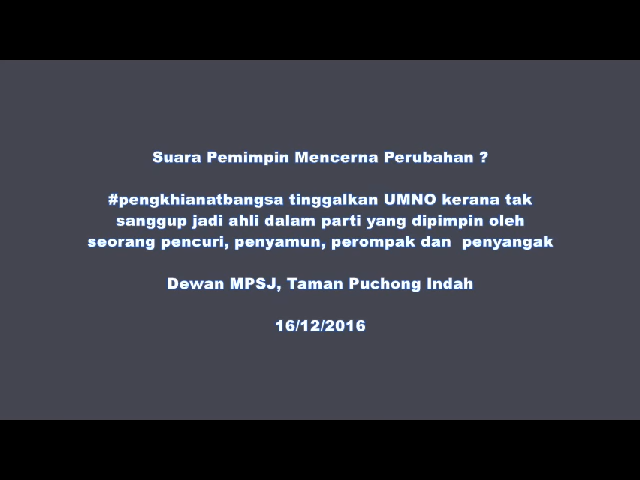 Suara Pemimpin Mencerna Perubahan ?
#pengkhianatbangsa tinggalkan UMNO kerana tak
sanggup jadi ahli dalam parti yang dipimpin oleh
seorang pencuri, penyamun, perompak dan  penyangak
Dewan MPSJ, Taman Puchong Indah
16/12/2016